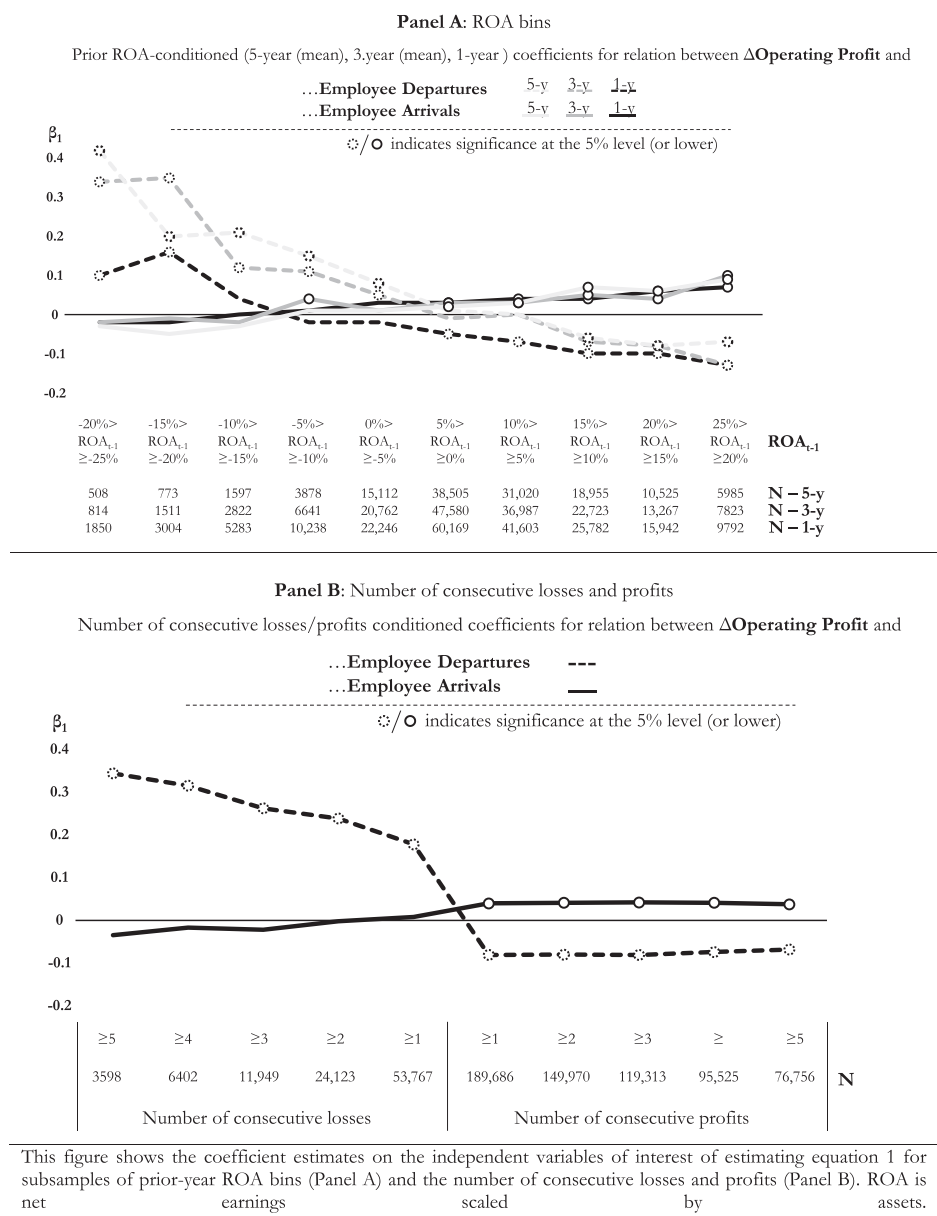 Panel A: ROA bins
Prior ROA-conditioned (5-year (mean), 3.year (mean), 1-year ) coefficients for relation between ΔOperating Profit and
…Employee Departures 5-y 3-y 1-y
…Employee Arrivals 5-y 3-y 1-y
β1
◌/O indicates significance at the 5% level (or lower)
0.4
0.3
0.2
0.1
0
-0.1
-0.2
-20%> -15%> -10%> -5%> 0%> 5%> 10%> 15%> 20%> 25%>
ROAt-1 ROAt-1 ROAt-1 ROAt-1 ROAt-1 ROAt-1 ROAt-1 ROAt-1 ROAt-1 ROAt-1 ROAt-1
≥-25% ≥-20% ≥-15% ≥-10% ≥-5% ≥0% ≥5% ≥10% ≥15% ≥20%
508 773 1597 3878 15,112 38,505 31,020 18,955 10,525 5985 N – 5-y
814 1511 2822 6641 20,762 47,580 36,987 22,723 13,267 7823 N – 3-y
1850 3004 5283 10,238 22,246 60,169 41,603 25,782 15,942 9792 N – 1-y
Panel B: Number of consecutive losses and profits
Number of consecutive losses/profits conditioned coefficients for relation between ΔOperating Profit and
…Employee Departures
…Employee Arrivals
β1
◌/O indicates significance at the 5% level (or lower)
0.4
0.3
0.2
0.1
0
-0.1
-0.2
≥5 ≥4 ≥3 ≥2 ≥1 ≥1 ≥2 ≥3 ≥ ≥5
3598 6402 11,949 24,123 53,767 189,686 149,970 119,313 95,525 76,756 N
Number of consecutive losses Number of consecutive profits
This figure shows the coefficient estimates on the independent variables of interest of estimating equation 1 for
subsamples of prior-year ROA bins (Panel A) and the number of consecutive losses and profits (Panel B). ROA is
net earnings scaled by assets.